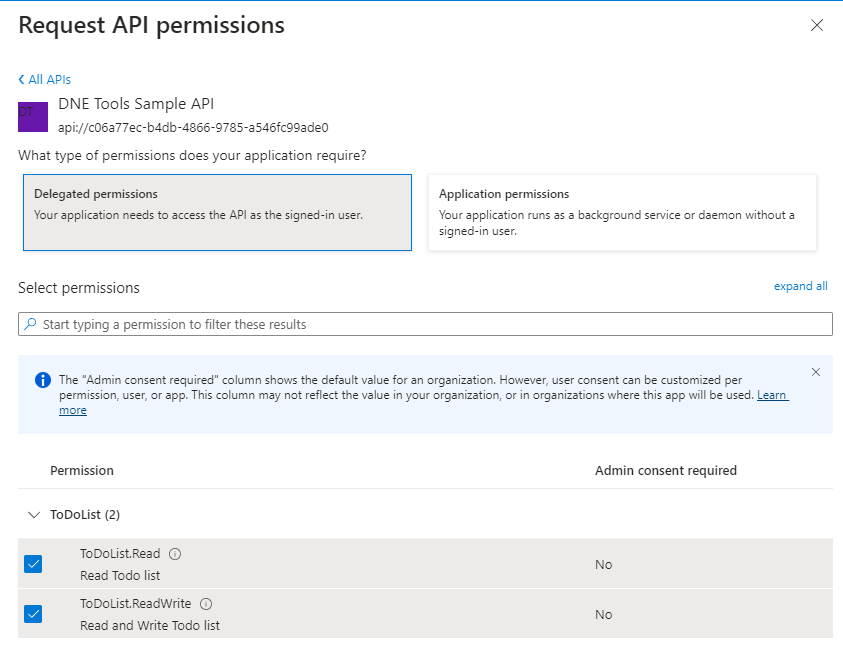 Request API permissions
All APIs
DT
DNE Tools Sample API
api://c06a77ec-b4db-4866-9785-a546fc99ade0
What type of permissions does your application require?
Delegated permissions
Your application needs to access the API as the signed-in user.
Application permissions
Your application runs as a background service or daemon without a
signed-in user.
Select permissions
expand all
Start typing a permission to filter these results
The "Admin consent required" column shows the default value for an organization. However, user consent can be customized per
permission, user, or app. This column may not reflect the value in your organization, or in organizations where this app will be used. Learn
more
Permission
Admin consent required
ToDoList (2)
ToDoList.Read
Read Todo list
No
ToDoList.ReadWrite
Read and Write Todo list
No